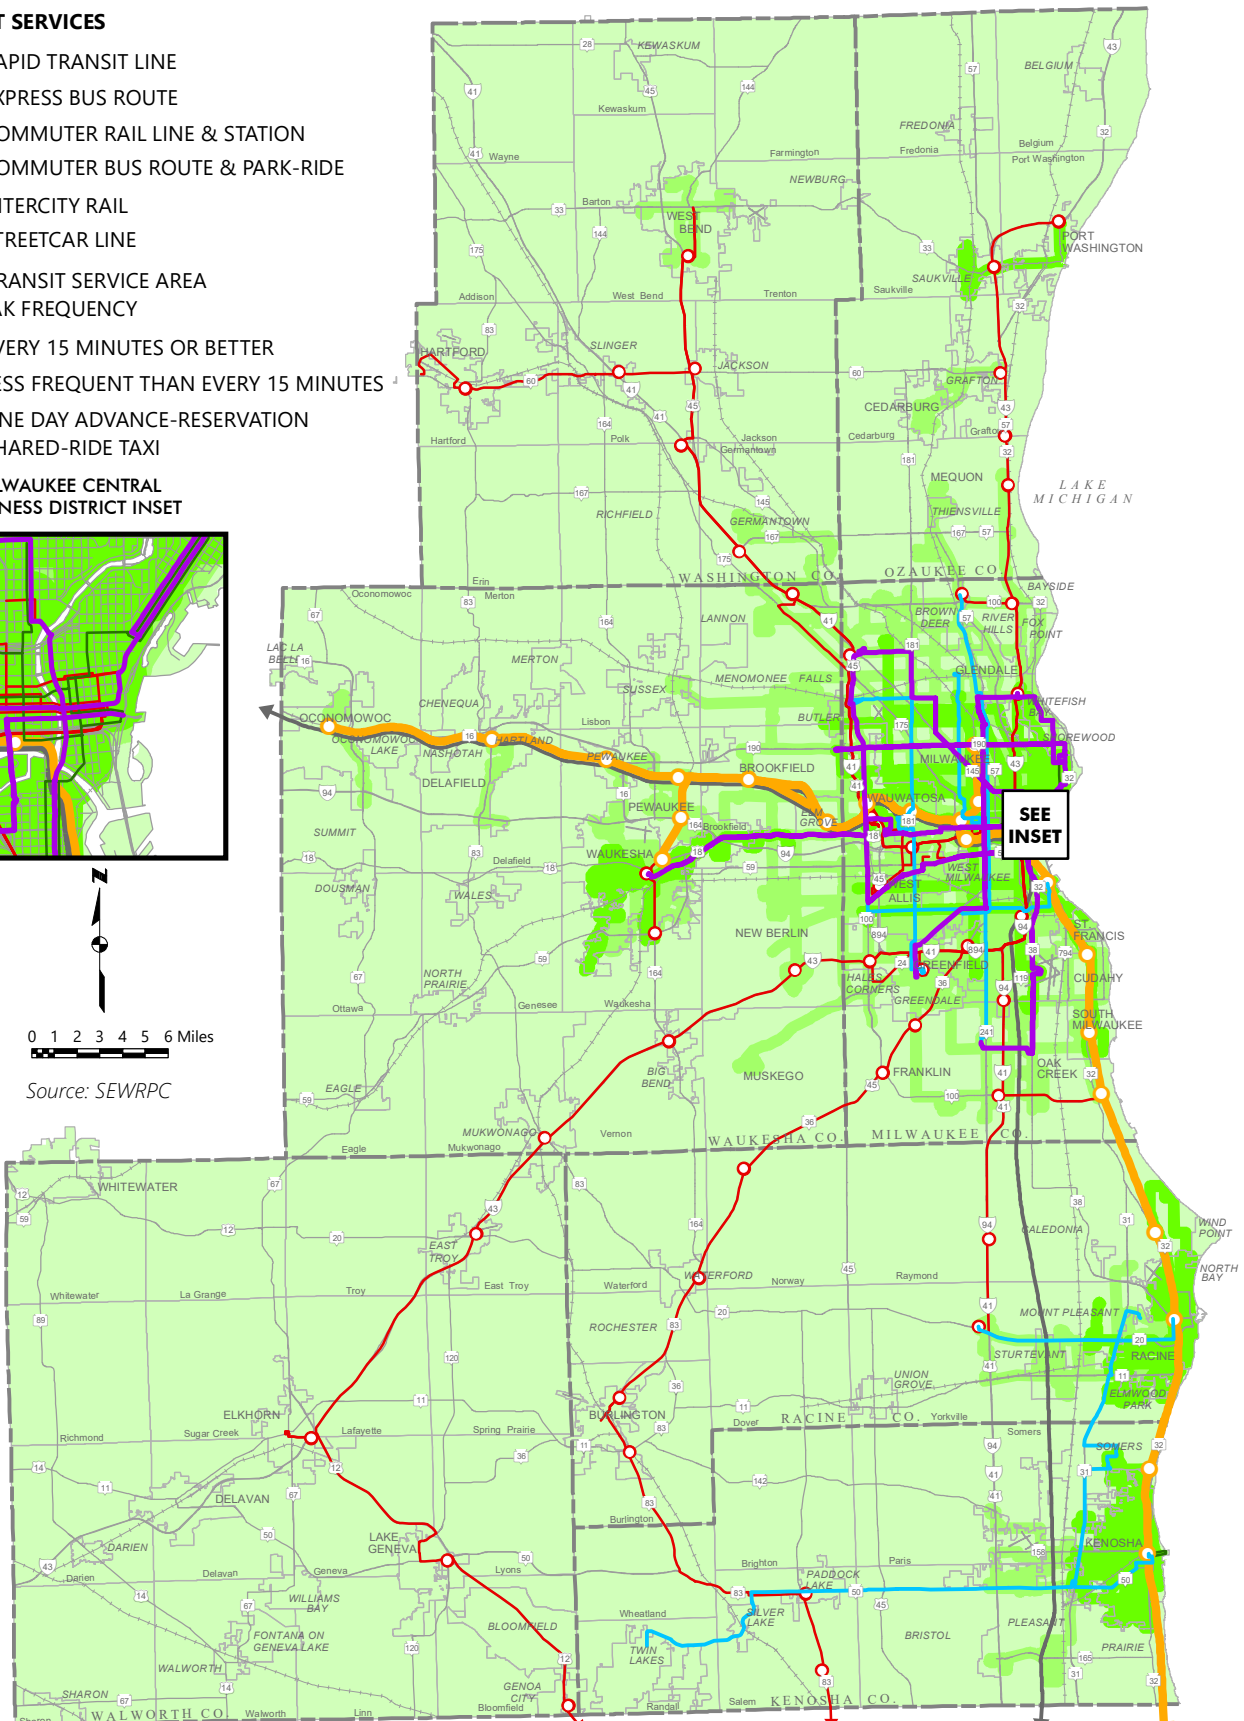 T SERVICES
APID TRANSIT LINE
XPRESS BUS ROUTE
OMMUTER RAIL LINE & STATION
OMMUTER BUS ROUTE & PARK-RIDE
NTERCITY RAIL
TREETCAR LINE
RANSIT SERVICE AREA
AK FREQUENCY
VERY 15 MINUTES OR BETTER
ESS FREQUENT THAN EVERY 15 MINUTES
NE DAY ADVANCE-RESERVATION
HARED-RIDE TAXI
LWAUKEE CENTRAL
NESS DISTRICT INSET
N
0 1 2 3 4 5 6 Miles
Source: SEWRPC
KEWASKUM
Kewaskum
BELGIUM
FREDONIA
Fredonia
Belgium
Port Washington
Wayne
Farmington
NEWBURG
Barton
WEST
BEND
PORT
WASHINGTON
SAUKVILLE
Saukville
Addison
West Bend
Trenton
HARTFORD
SLINGER
JACKSON
GRAFTON
CEDARBURG
Hartford
Polk
Jackson
Germantown
Cedarburg
Grafton
MEQUON
LAKE
MICHIGAN
THIENSVILLE
RICHFIELD
GERMANTOWN
WASHINGTON CO.
OZAUKEE CO.
Erin
Oconomowoc
Merton
BAYSIDE
BROWN
DEER
RIVER
HILLS
FOX
POINT
LANNON
LAC LA
BELLE
MERTON
GLENDALE
MENOMONEE FALLS
SUSSEX
CHENEQUA
WHITEFISH
BAY
BUTLER
OCONOMOWOC
OCONOMOWOC
LAKE
Lisbon
NASHOTAH
HARTLAND
SHOREWOOD
PEWAUKEE
MILWAUKEE
BROOKFIELD
DELAFIELD
WAUWATOSA
PEWAUKEE
ELM
GROVE
SEE
INSET
Brookfield
SUMMIT
WAUKESHA
Delafield
WEST
MILWAUKEE
DOUSMAN
WALES
WEST
ALLIS
NEW BERLIN
ST.
FRANCIS
GREENFIELD
CUDAHY
NORTH
PRAIRIE
HALES
CORNERS
GREENDALE
Ottawa
Genesee
Waukesha
SOUTH
MILWAUKEE
OAK
CREEK
BIG
BEND
MUSKEGO
FRANKLIN
EAGLE
MUKWONAGO
Vernon
WAUKESHA CO.
MILWAUKEE CO.
Eagle
Mukwonago
WHITEWATER
CALEDONIA
WIND
POINT
EAST
TROY
NORTH
BAY
Whitewater
La Grange
Troy
East Troy
Waterford
WATERFORD
Norway
Raymond
ROCHESTER
MOUNT PLEASANT
STURTEVANT
RACINE
UNION
GROVE
ELMWOOD
PARK
ELKHORN
BURLINGTON
Dover
RACINE CO.
Yorkville
Richmond
Sugar Creek
Lafayette
Spring Prairie
Somers
SOMERS
DELAVAN
Burlington
LAKE
GENEVA
KENOSHA
DARIEN
Darien
Delavan
Geneva
Lyons
Brighton
Paris
PADDOCK
LAKE
WILLIAMS
BAY
Wheatland
SILVER
LAKE
BLOOMFIELD
PLEASANT
PRAIRIE
FONTANA ON
GENEVA LAKE
TWIN
LAKES
BRISTOL
WALWORTH
GENOA
CITY
SHARON
WALWORTH CO.
Walworth
Linn
Bloomfield
Randall
Salem
KENOSHA CO.